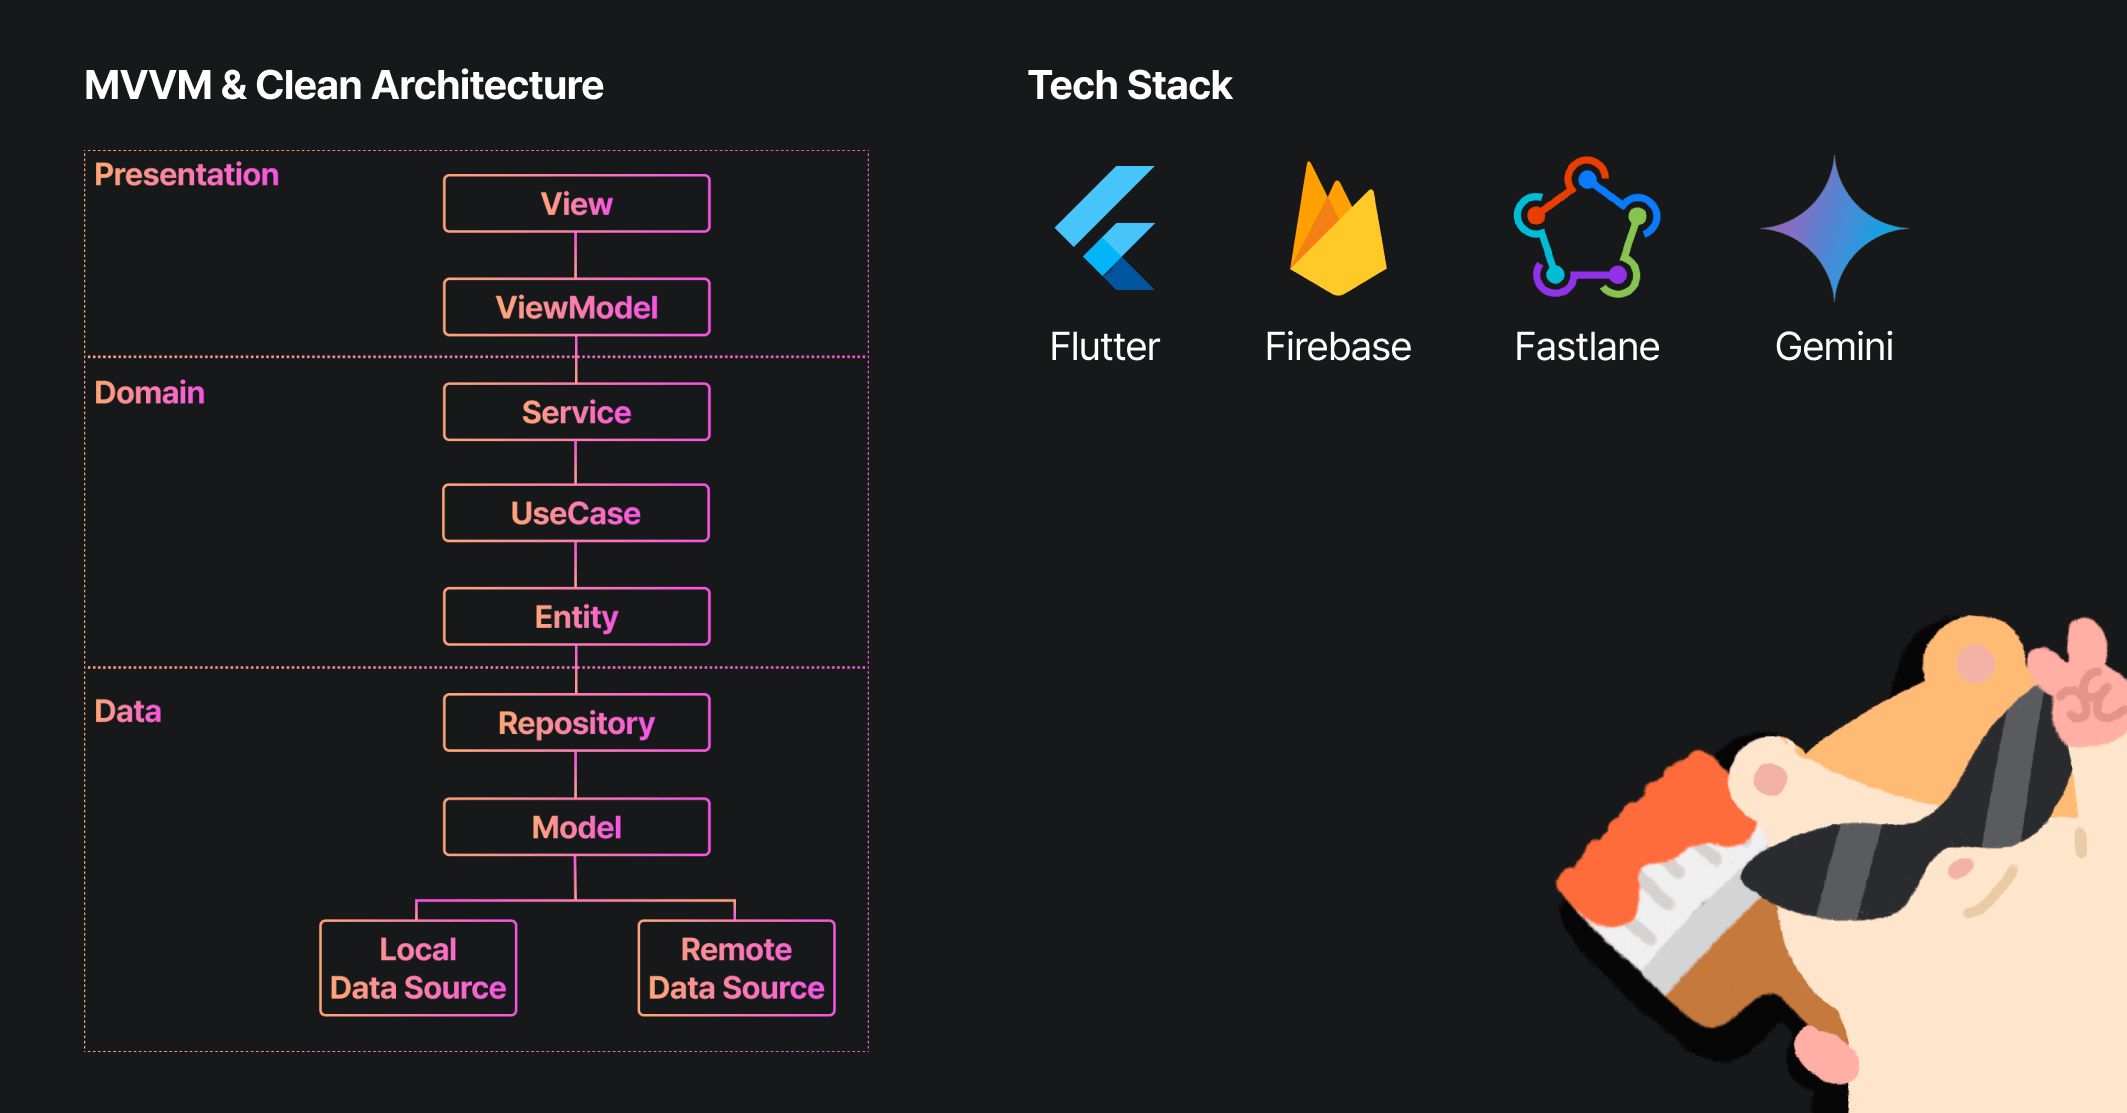 MVVM & Clean Architecture
Presentation
View
ViewModel
Domain
Service
UseCase
Entity
Data
Repository
Model
Local
Data Source
Remote
Data Source
Tech Stack
Flutter
Firebase
Fastlane
Gemini